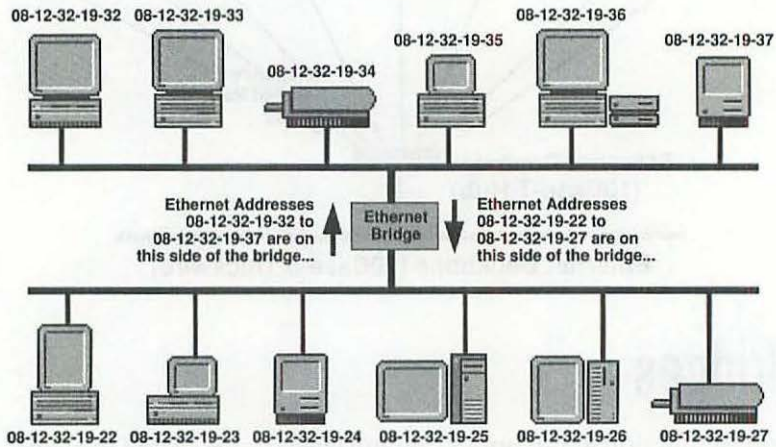 08-12-32-19-32
08-12-32-19-33
08-12-32-19-34
08-12-32-19-35
08-12-32-19-36
08-12-32-19-37
Ethernet Addresses
08-12-32-19-32 to
08-12-32-19-37 are on
this side of the bridge...
Ethernet
Bridge
Ethernet Addresses
08-12-32-19-22 to
08-12-32-19-27 are on
this side of the bridge...
08-12-32-19-22
08-12-32-19-23
08-12-32-19-24
08-12-32-19-25
08-12-32-19-26
08-12-32-19-27